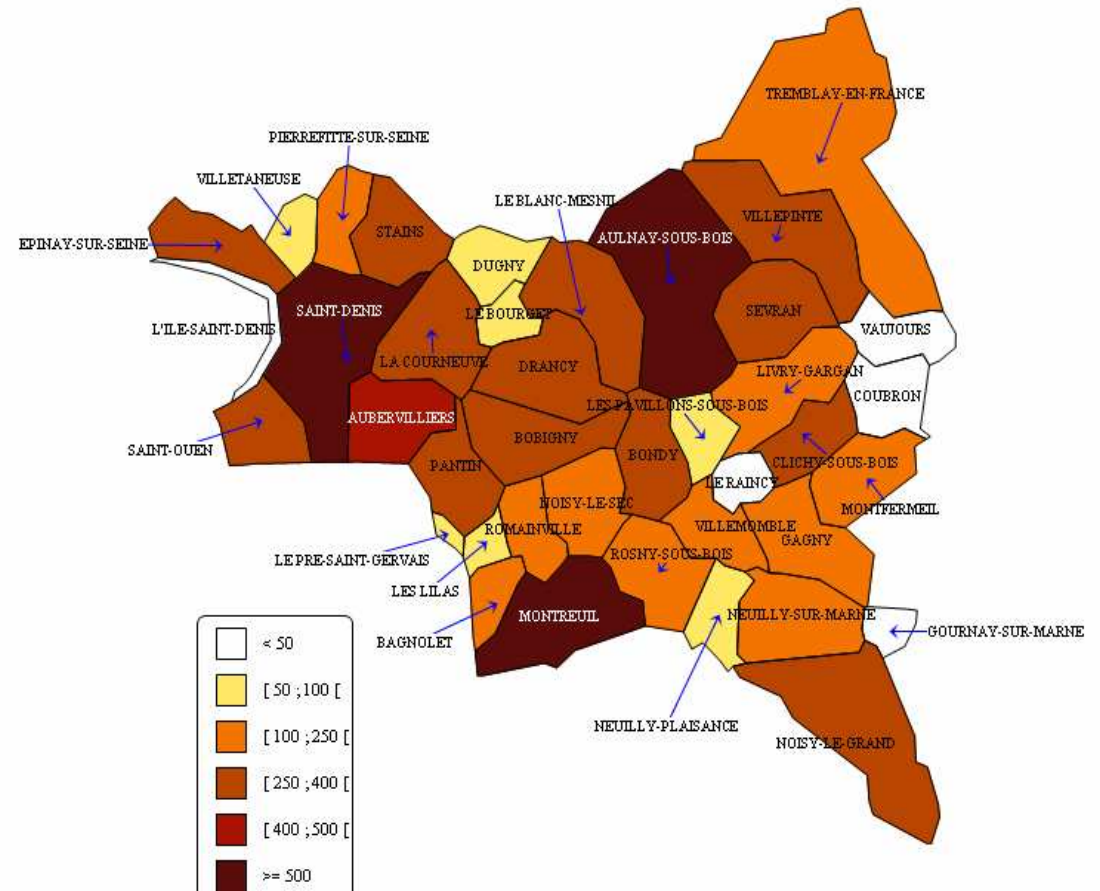 TREMBLAY-EN-FRANCE
PIERREFITTE-SUR-SEINE
VILLETANEUSE
LE BLANC-MESNIL
VILLEPINTE
STAINS
AULNAY-SOUS-BOIS
EPINAY-SUR-SEINE
DUGNY
SAINT-DENIS
LE BOURGET
SEVRAN
L'ILE-SAINT-DENIS
VAUJOURS
LA COURNEUVE
DRANCY
LIVRY-GARGAN
COUBRON
LES-PAVILLONS-SOUS-BOIS
AUBERVILLIERS
BOBIGNY
SAINT-OUEN
BONDY
CLICHY-SOUS-BOIS
PANTIN
LE RAINCY
NOISY-LE-SEC
MONTFERMEIL
ROMAINVILLE
VILLEMOMBLE
GAGNY
LE PRE-SAINT-GERVAIS
ROSNY-SOUS-BOIS
LES LILAS
MONTREUIL
NEUILLY-SUR-MARNE
GOURNAY-SUR-MARNE
BAGNOLET
NEUILLY-PLAISANCE
NOISY-LE-GRAND
< 50
[ 50 ;100 [
[ 100 ;250 [
[ 250 ;400 [
[ 400 ;500 [
>= 500